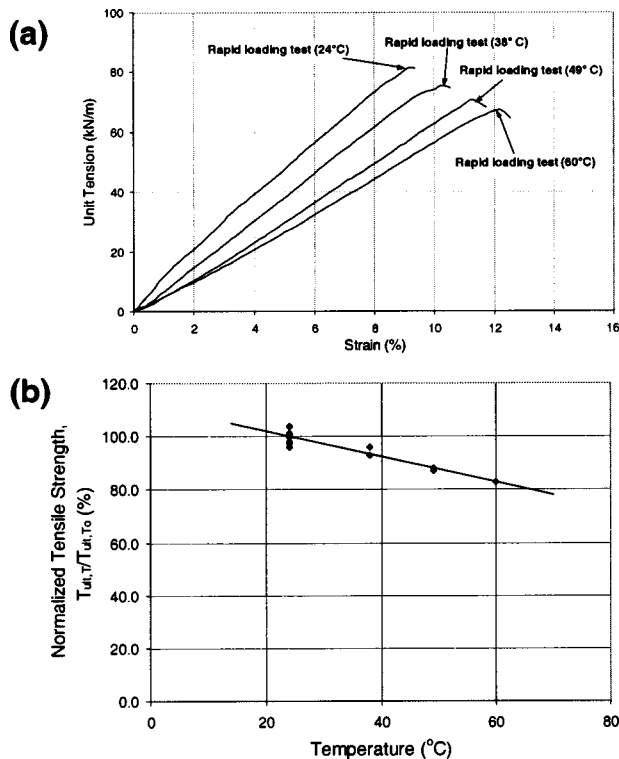 (a)
100
80
60
40
20
0
Unit Tension (kN/m)
Rapid loading test (24°C)
Rapid loading test (38° C)
Rapid loading test (49° C)
Rapid loading test (60°C)
0 2 4 6 8 10 12 14 16
Strain (%)
(b)
120.0
100.0
80.0
60.0
40.0
20.0
0.0
Normalized Tensile Strength,
Tult,T/Tult,To (%)
0 20 40 60 80
Temperature (°C)